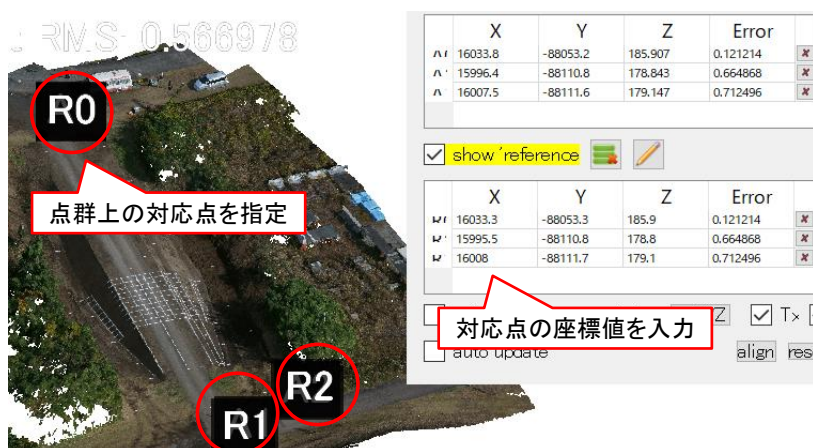 : RMS: 0.566978
R0
点群上の対応点を指定
R1
R2
X Y Z Error
16033.8 -88053.2 185.907 0.121214
15996.4 -88110.8 178.843 0.664868
16007.5 -88111.6 179.147 0.712496
show 'reference
X Y Z Error
16033.3 -88053.3 185.9 0.121214
15995.5 -88110.8 178.8 0.664868
16008 -88111.7 179.1 0.712496
対応点の座標値を入力
Z Tx
auto update align